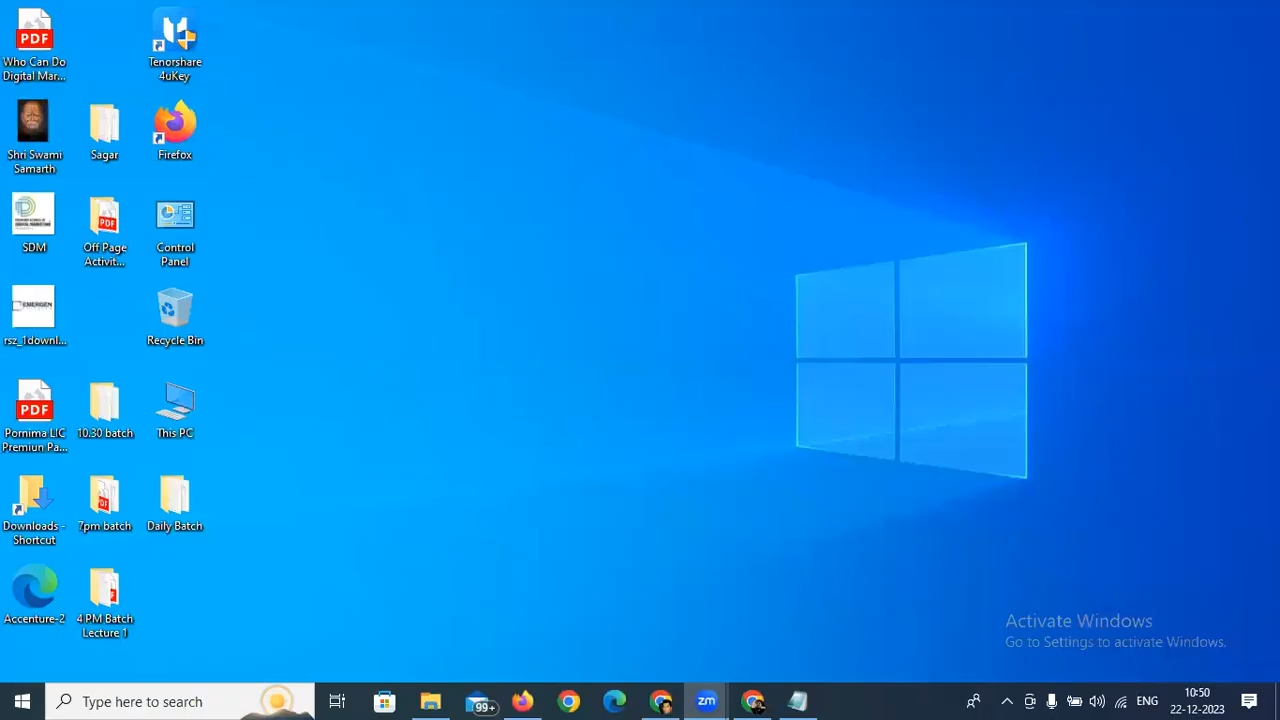 PDF
Who Can Do
Digital Mar...
Tenorshare
4uKey
Shri Swami
Samarth
Sagar
Firefox
SDM
PDF
Off Page
Activit...
Control
Panel
EMERGEN
rsz_1downl...
Recycle Bin
PDF
Pornima LIC
Premiun Pa...
10.30 batch
This PC
Downloads -
Shortcut
7pm batch
Daily Batch
Accenture-2
4 PM Batch
Lecture 1
Activate Windows
Go to Settings to activate Windows.
Type here to search
99+
zm
ENG
10:50
22-12-2023